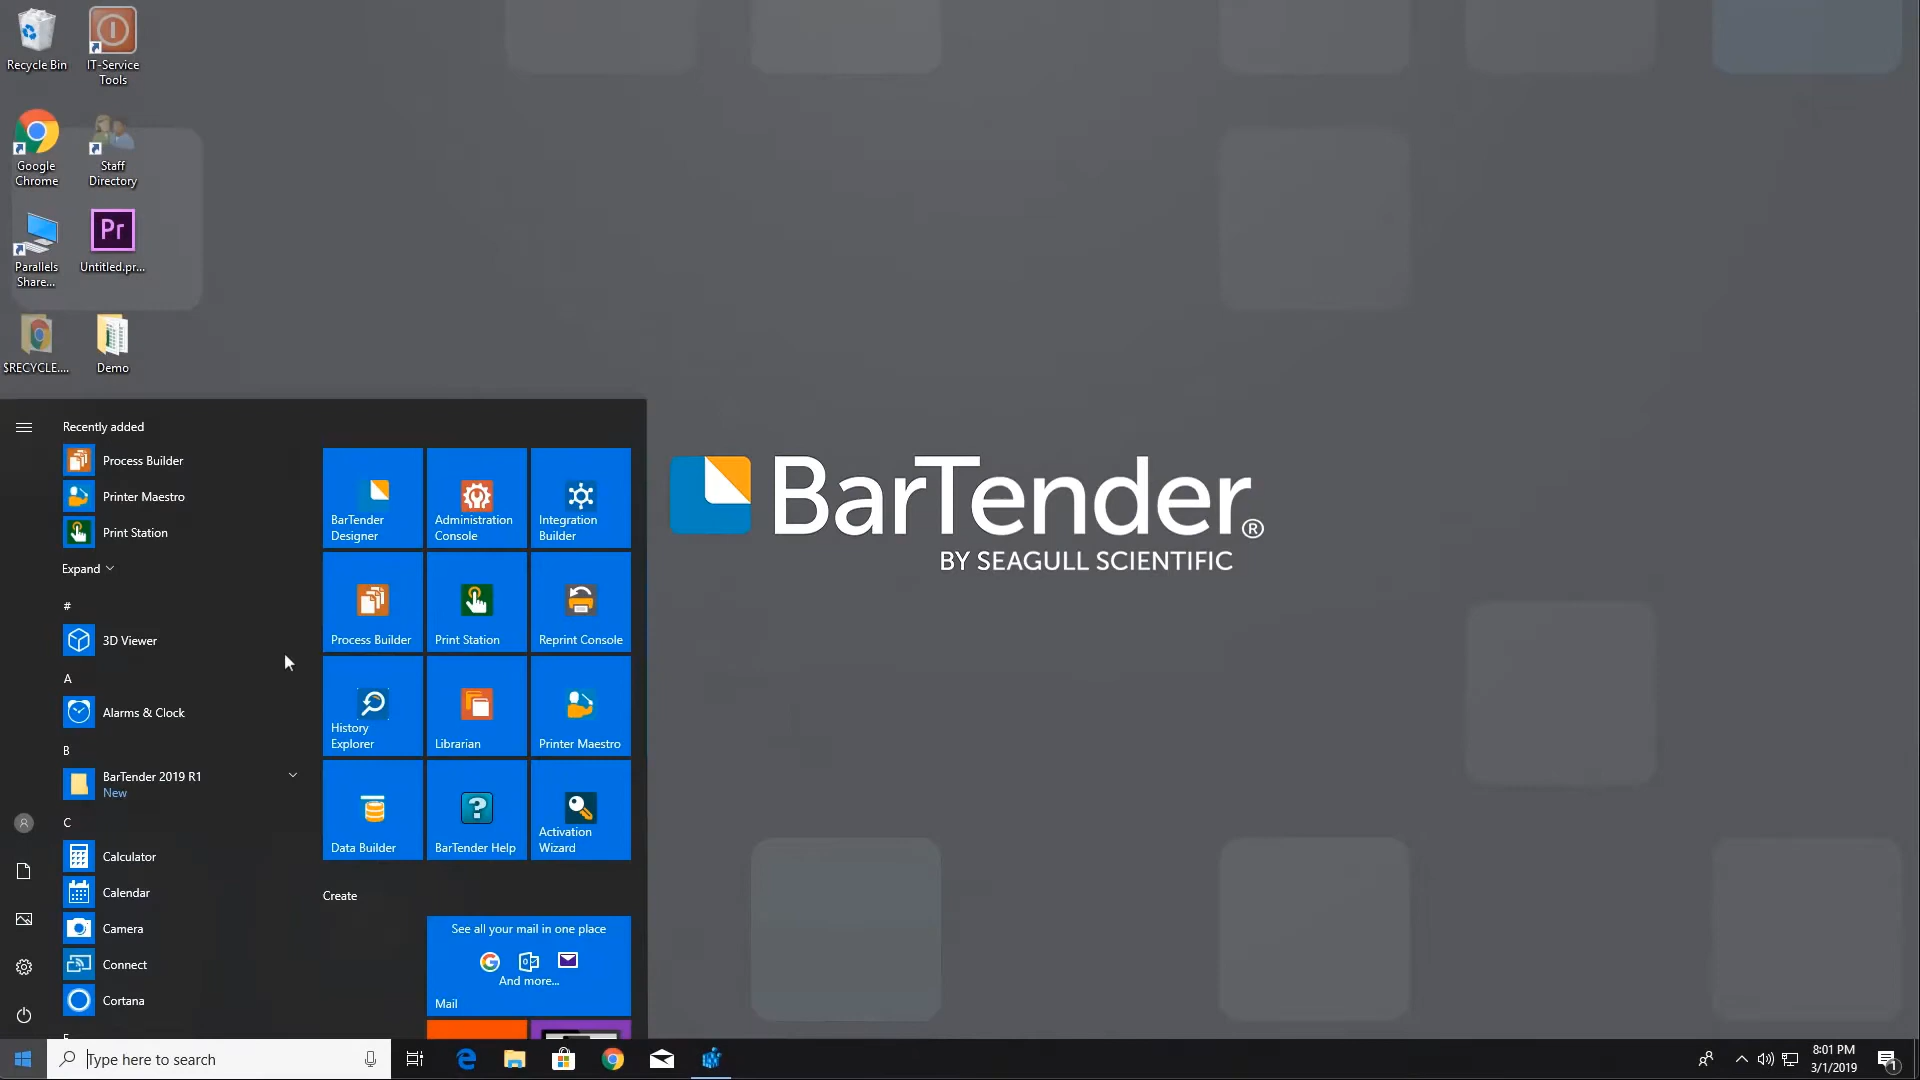 Recycle Bin
IT-Service
Tools
Google
Chrome
Staff
Directory
Parallels
Share...
Pr
Untitled.pr...
$RECYCLE....
Demo
Recently added
Process Builder
Printer Maestro
Print Station
Expand
#
3D Viewer
A
Alarms & Clock
B
BarTender 2019 R1
New
C
Calculator
Calendar
Camera
Connect
Cortana
BarTender
Designer
Administration
Console
Integration
Builder
Process Builder
Print Station
Reprint Console
History
Explorer
Librarian
Printer Maestro
Data Builder
BarTender Help
Activation
Wizard
Create
See all your mail in one place
And more...
Mail
BarTender®
BY SEAGULL SCIENTIFIC
Type here to search
8:01 PM
3/1/2019
1